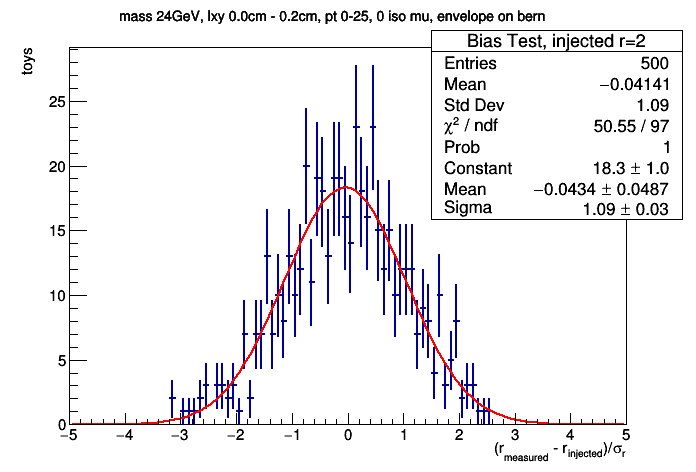 mass 24GeV, lxy 0.0cm - 0.2cm, pt 0-25, 0 iso mu, envelope on bern
toys
Bias Test, injected r=2
Entries 500
Mean −0.04141
Std Dev 1.09
χ² / ndf 50.55 / 97
Prob 1
Constant 18.3 ± 1.0
Mean −0.0434 ± 0.0487
Sigma 1.09 ± 0.03
25
20
15
10
5
0
−5 −4 −3 −2 −1 0 1 2 3 4 5
(r_measured - r_injected)/σ_r